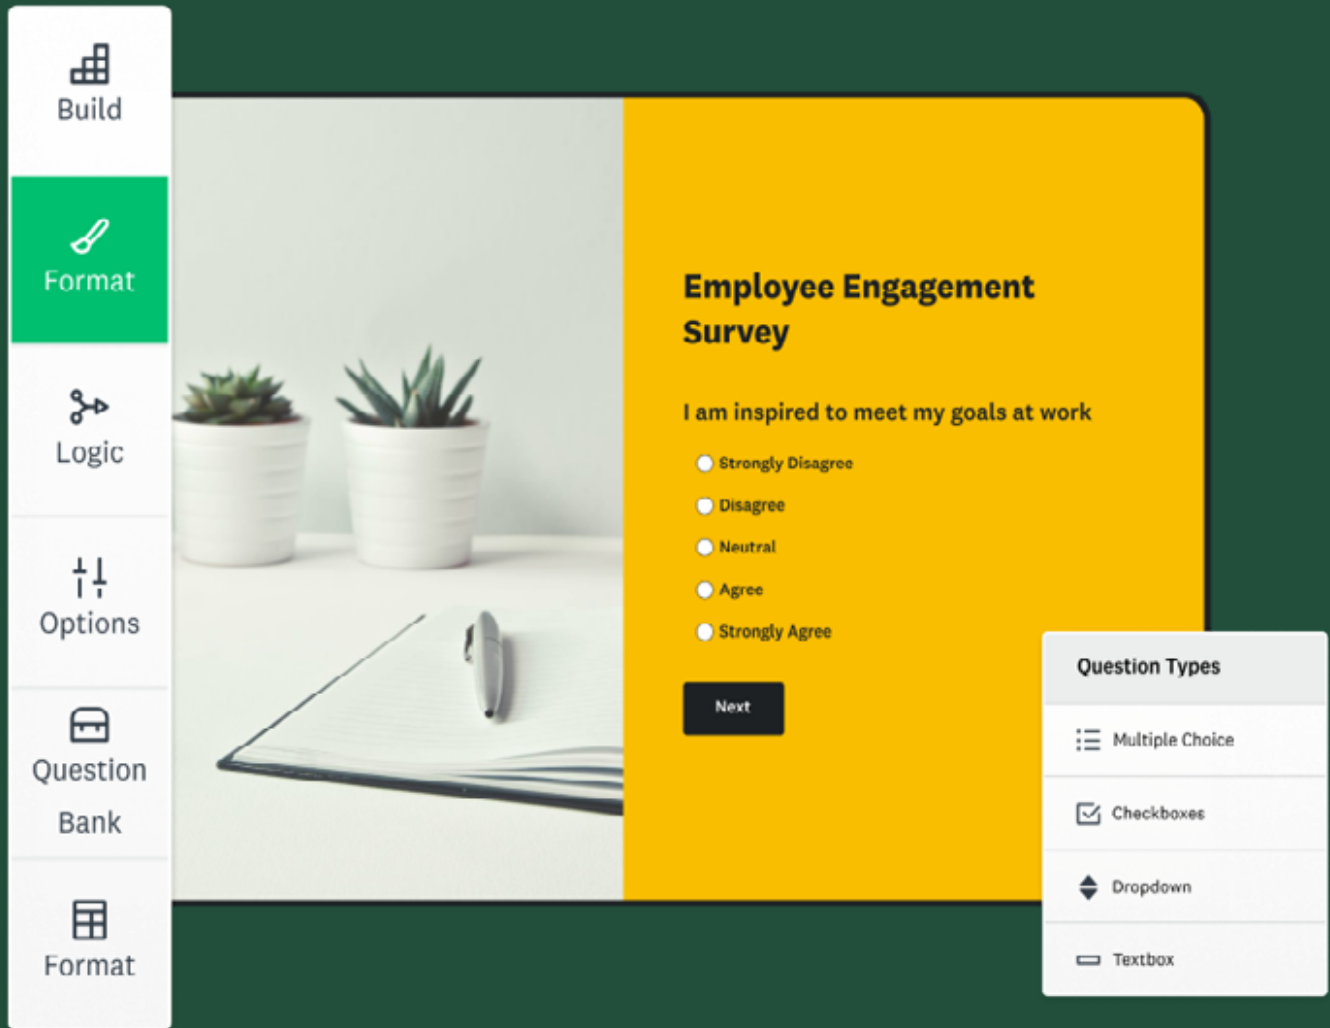 Build
Format
Logic
Options
Question
Bank
Format
Employee Engagement
Survey
I am inspired to meet my goals at work
Strongly Disagree
Disagree
Neutral
Agree
Strongly Agree
Next
Question Types
Multiple Choice
Checkboxes
Dropdown
Textbox